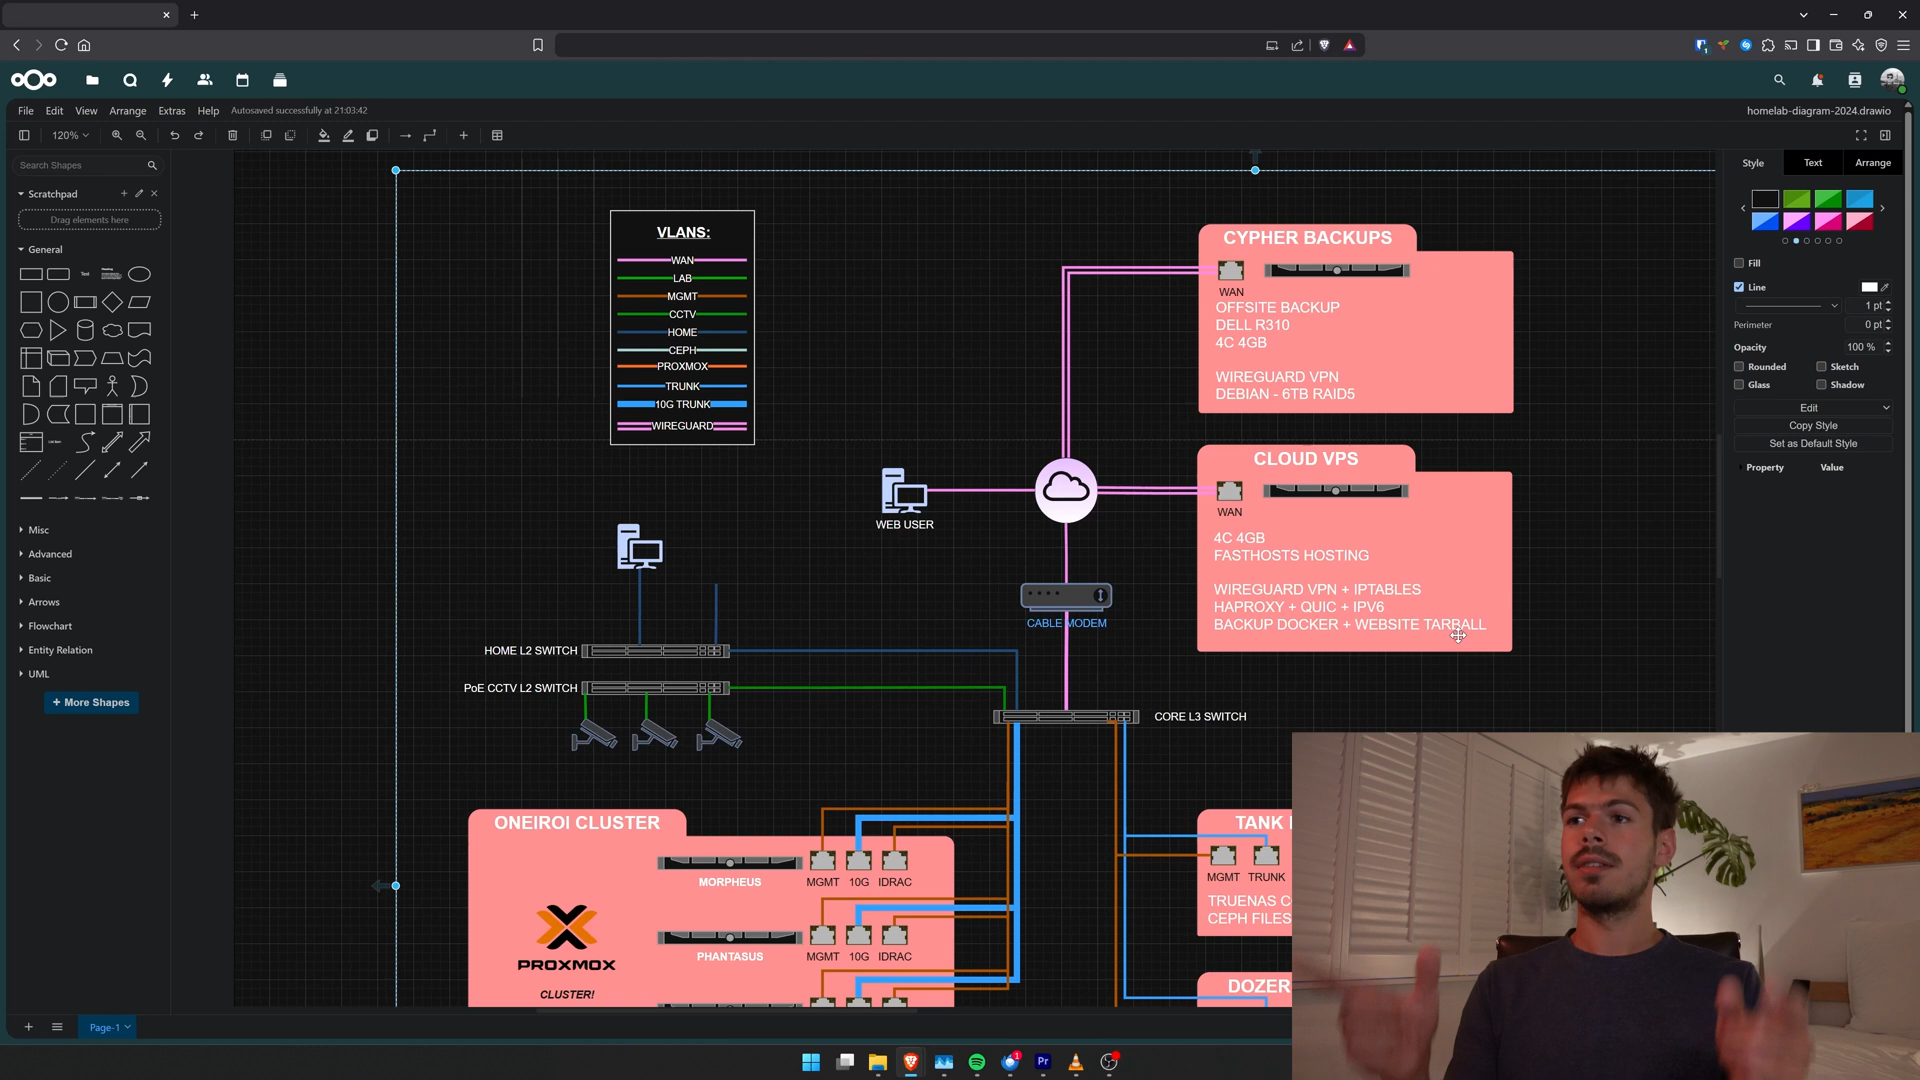 File Edit View Arrange Extras Help Autosaved successfully at 21:03:42
homelab-diagram-2024.drawio
120%
Search Shapes
Scratchpad
Drag elements here
General
Misc
Advanced
Basic
Arrows
Flowchart
Entity Relation
UML
+ More Shapes
VLANS:
WAN
LAB
MGMT
CCTV
HOME
CEPH
PROXMOX
TRUNK
10G TRUNK
WIREGUARD
CYPHER BACKUPS
WAN
OFFSITE BACKUP
DELL R310
4C 4GB
WIREGUARD VPN
DEBIAN - 6TB RAID5
WEB USER
CLOUD VPS
WAN
4C 4GB
FASTHOSTS HOSTING
WIREGUARD VPN + IPTABLES
HAPROXY + QUIC + IPV6
BACKUP DOCKER + WEBSITE TARBALL
CABLE MODEM
HOME L2 SWITCH
PoE CCTV L2 SWITCH
CORE L3 SWITCH
ONEIROI CLUSTER
MORPHEUS
MGMT 10G IDRAC
PHANTASUS
MGMT 10G IDRAC
PROXMOX
CLUSTER!
TANK
MGMT TRUNK
TRUENAS C
CEPH FILES
DOZER
Style Text Arrange
Fill
Line
1 pt
Perimeter
0 pt
Opacity
100 %
Rounded Sketch
Glass Shadow
Edit
Copy Style
Set as Default Style
Property Value
Page-1
Pr